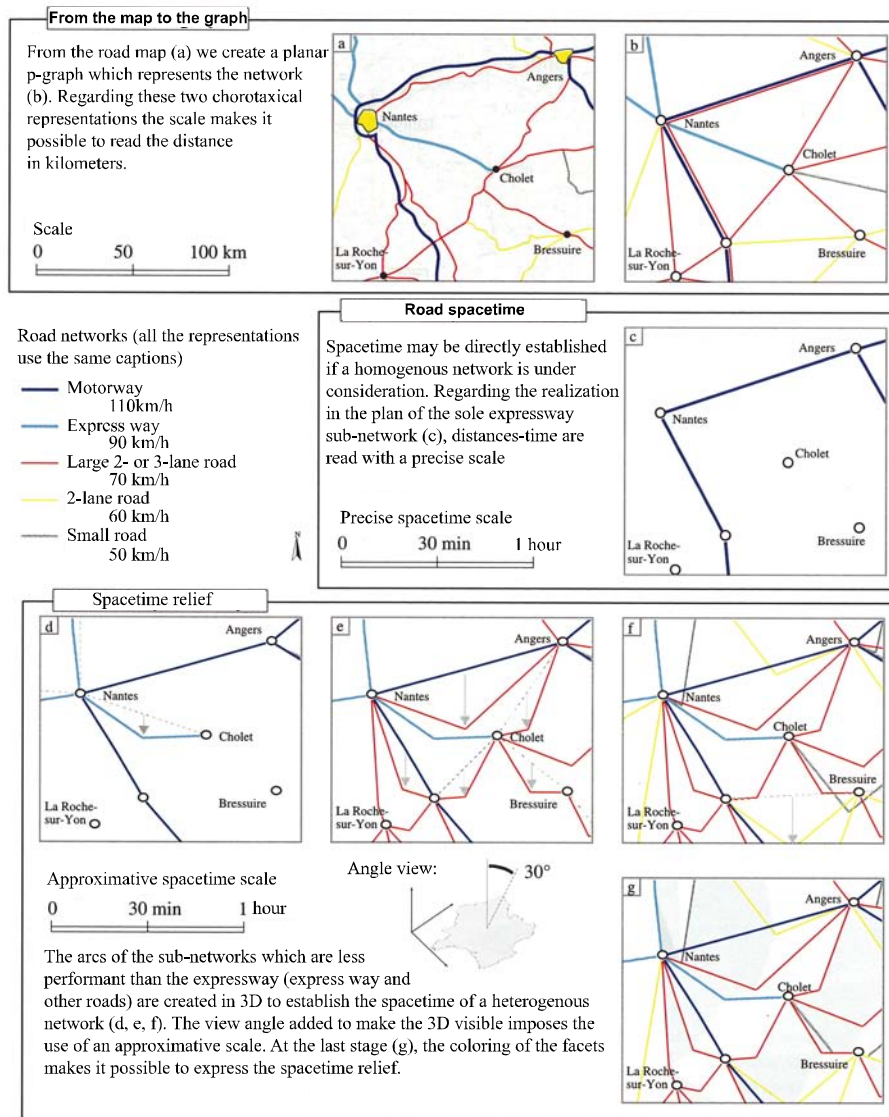 From the map to the graph
From the road map (a) we create a planar
p-graph which represents the network
(b). Regarding these two chorotaxical
representations the scale makes it
possible to read the distance
in kilometers.
Scale
0 50 100 km
a
Angers
Nantes
Cholet
La Roche-
sur-Yon
Bressuire
b
Angers
Nantes
Cholet
La Roche-
sur-Yon
Bressuire
Road networks (all the representations
use the same captions)
Motorway
110km/h
Express way
90 km/h
Large 2- or 3-lane road
70 km/h
2-lane road
60 km/h
Small road
50 km/h
N
Road spacetime
Spacetime may be directly established
if a homogenous network is under
consideration. Regarding the realization
in the plan of the sole expressway
sub-network (c), distances-time are
read with a precise scale
Precise spacetime scale
0 30 min 1 hour
c
Angers
Nantes
Cholet
La Roche-
sur-Yon
Bressuire
Spacetime relief
d
Angers
Nantes
Cholet
La Roche-
sur-Yon
Bressuire
e
Angers
Nantes
Cholet
La Roche-
sur-Yon
Bressuire
f
Angers
Nantes
Cholet
La Roche-
sur-Yon
Bressuire
Approximative spacetime scale
0 30 min 1 hour
Angle view:
30°
The arcs of the sub-networks which are less
performant than the expressway (express way and
other roads) are created in 3D to establish the spacetime of a heterogenous
network (d, e, f). The view angle added to make the 3D visible imposes the
use of an approximative scale. At the last stage (g), the coloring of the facets
makes it possible to express the spacetime relief.
g
Angers
Nantes
Cholet
La Roche-
sur-Yon
Bressuire